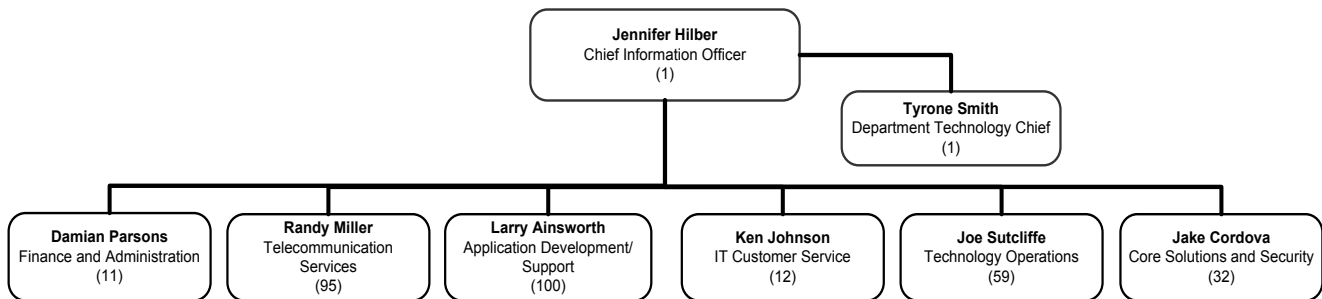 Jennifer Hilber
Chief Information Officer
(1)
Tyrone Smith
Department Technology Chief
(1)
Damian Parsons
Finance and Administration
(11)
Randy Miller
Telecommunication
Services
(95)
Larry Ainsworth
Application Development/
Support
(100)
Ken Johnson
IT Customer Service
(12)
Joe Sutcliffe
Technology Operations
(59)
Jake Cordova
Core Solutions and Security
(32)